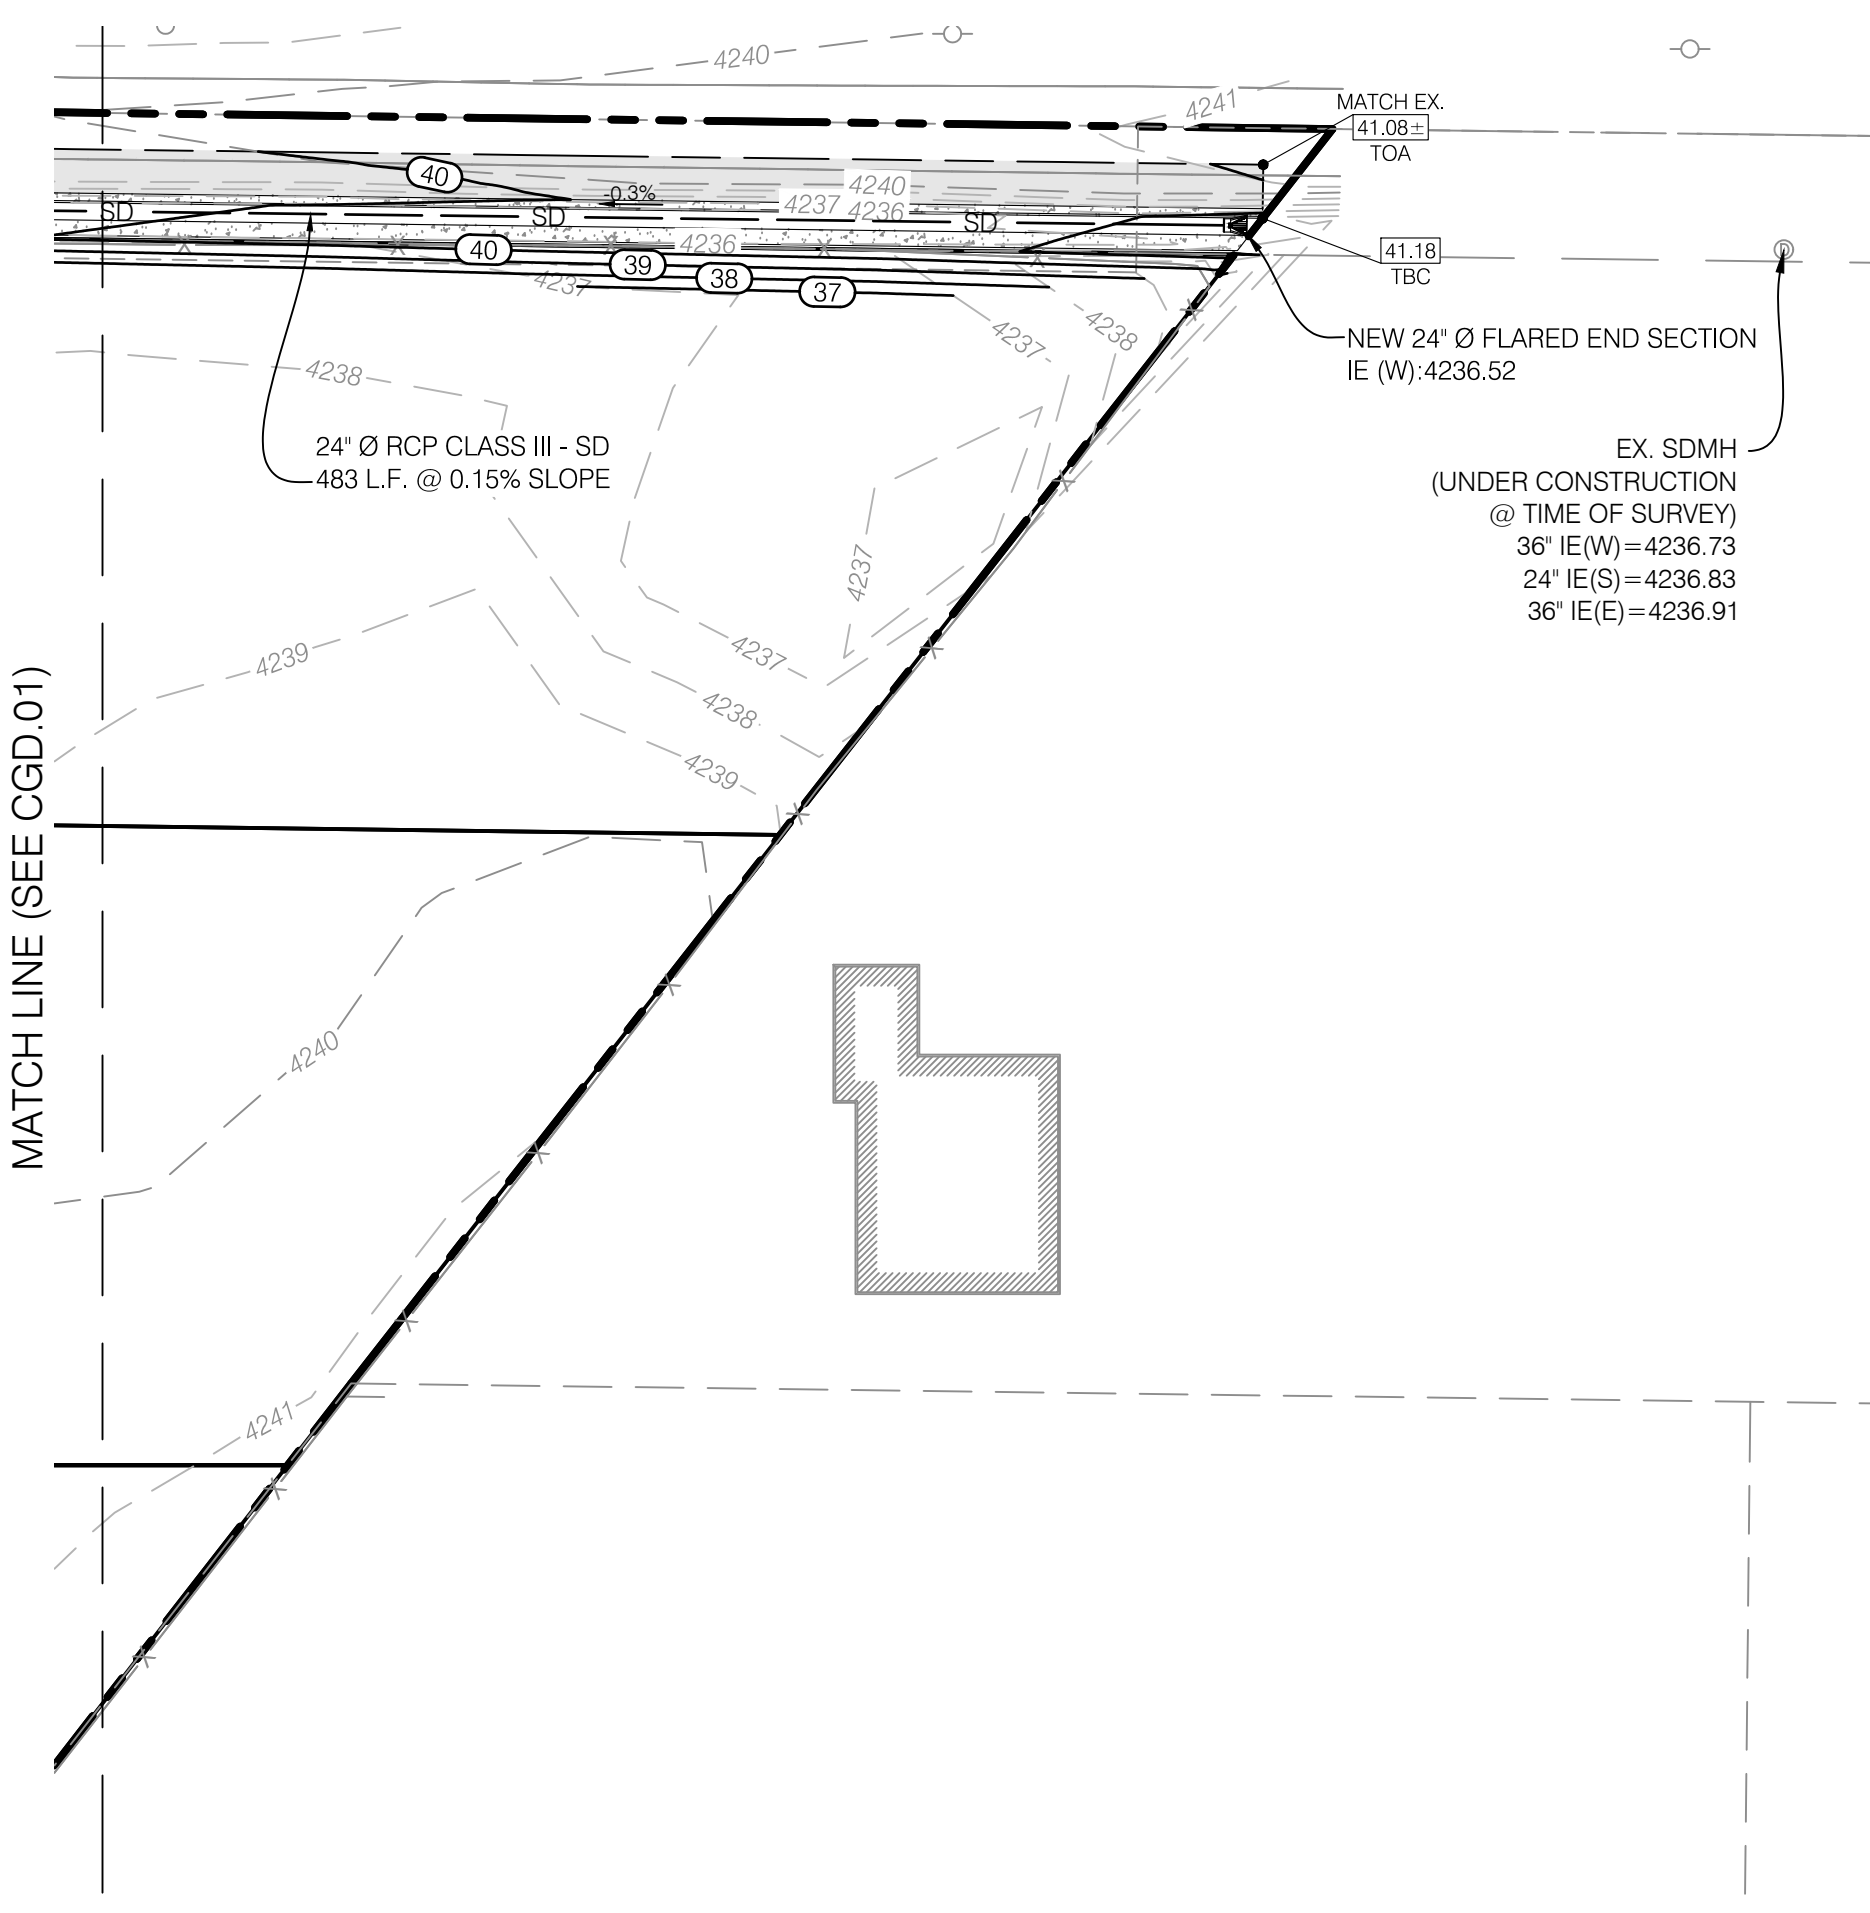 4240
4241
MATCH EX.
41.08±
TOA
40
-0.3%
4240
4237
4236
SD
SD
SD
4236
40
39
38
37
4237
41.18
TBC
4237
4238
NEW 24" Ø FLARED END SECTION
IE (W):4236.52
4238
24" Ø RCP CLASS III - SD
483 L.F. @ 0.15% SLOPE
EX. SDMH
(UNDER CONSTRUCTION
@ TIME OF SURVEY)
36" IE(W)=4236.73
24" IE(S)=4236.83
36" IE(E)=4236.91
4237
4239
4237
4238
4239
MATCH LINE (SEE CGD.01)
4240
4241
D